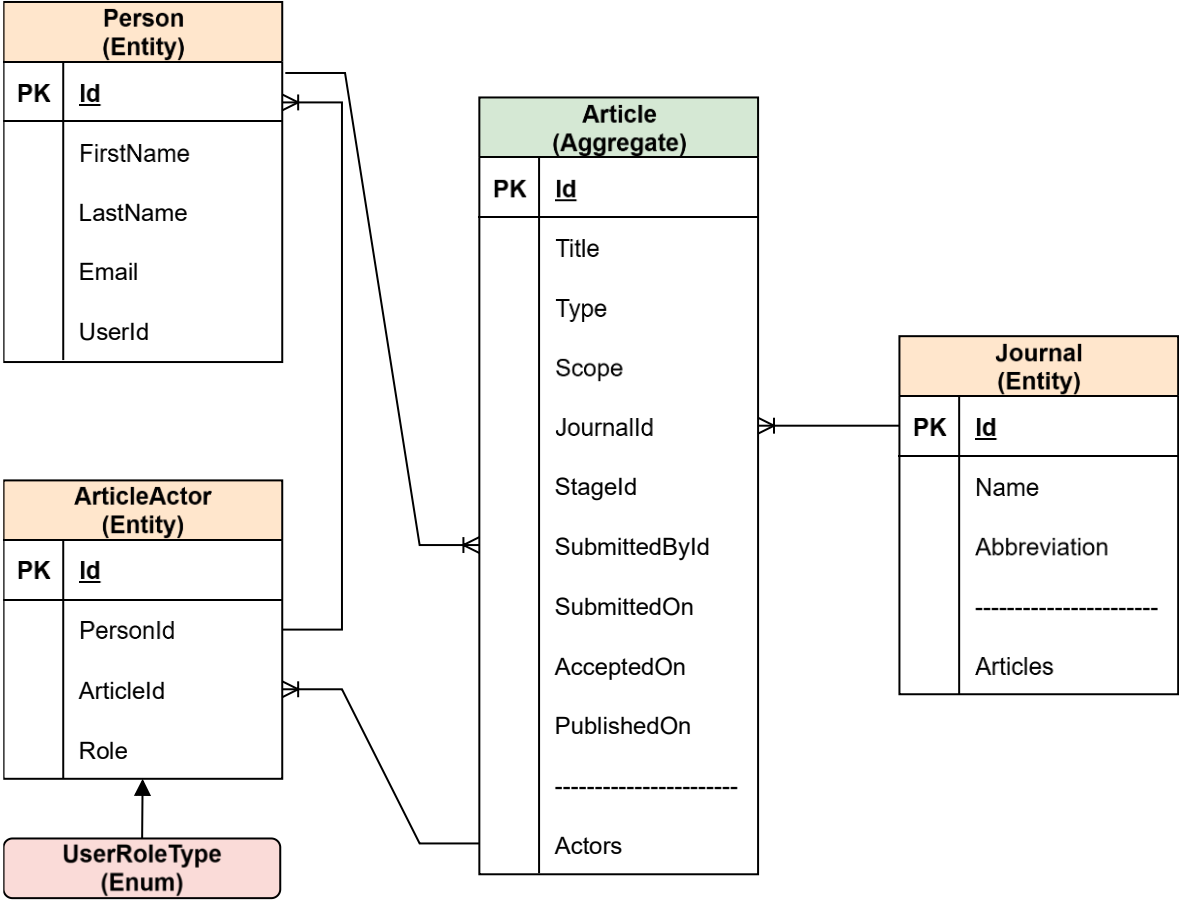 Person
(Entity)
PK Id
FirstName
LastName
Email
UserId
ArticleActor
(Entity)
PK Id
PersonId
ArticleId
Role
UserRoleType
(Enum)
Article
(Aggregate)
PK Id
Title
Type
Scope
JournalId
StageId
SubmittedById
SubmittedOn
AcceptedOn
PublishedOn
-----------------------
Actors
Journal
(Entity)
PK Id
Name
Abbreviation
-----------------------
Articles